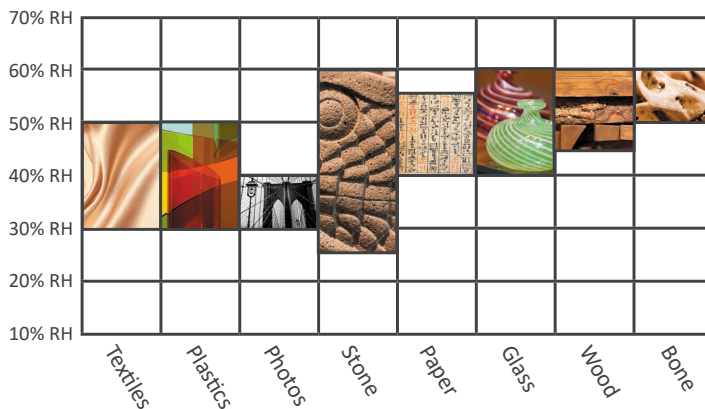 70% RH
60% RH
50% RH
40% RH
30% RH
20% RH
10% RH
Textiles
Plastics
Photos
Stone
Paper
Glass
Wood
Bone